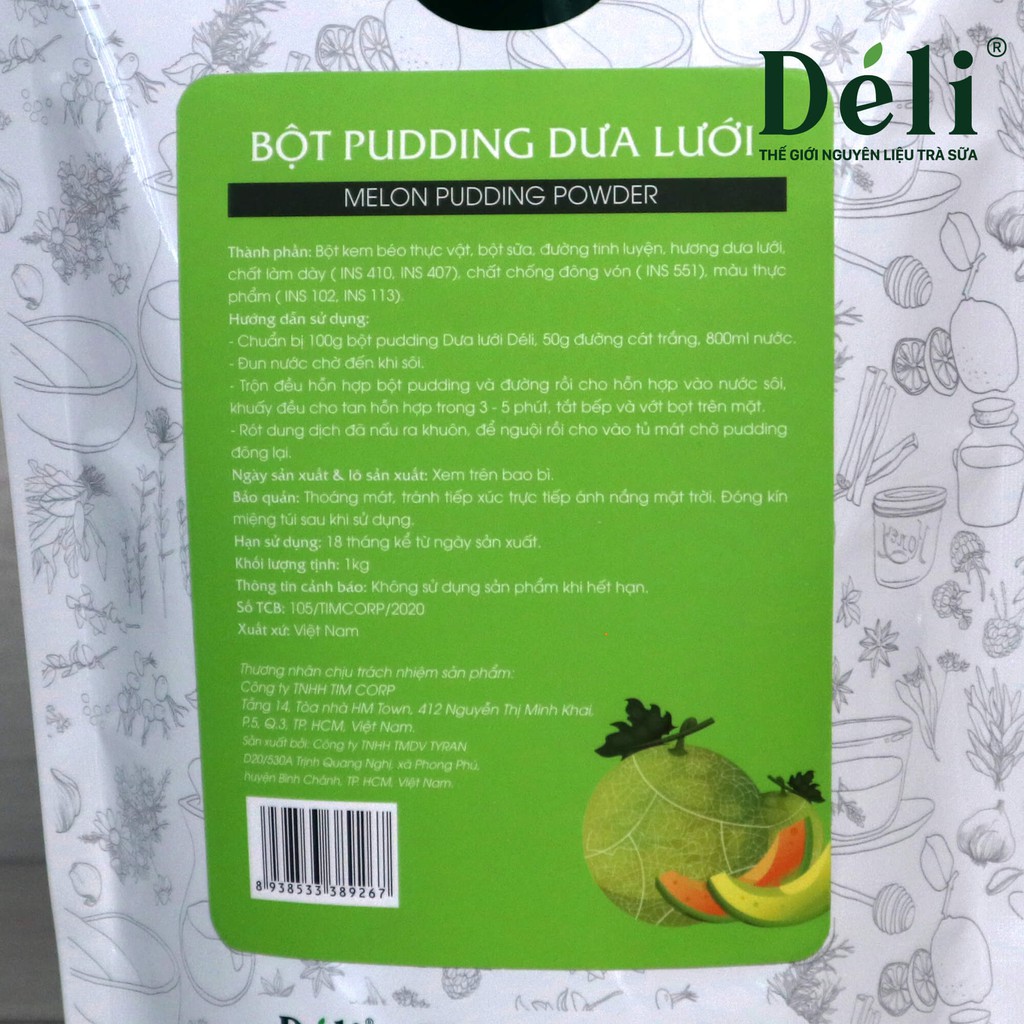 Déli®
THẾ GIỚI NGUYÊN LIỆU TRÀ SỮA
BỘT PUDDING DƯA LƯỚI
MELON PUDDING POWDER
Thành phần: Bột kem béo thực vật, bột sữa, đường tinh luyện, hương dưa lưới,
chất làm dày ( INS 410, INS 407), chất chống đông vón ( INS 551), màu thực
phẩm ( INS 102, INS 113).
Hướng dẫn sử dụng:
- Chuẩn bị 100g bột pudding Dưa lưới Déli, 50g đường cát trắng, 800ml nước.
- Đun nước chờ đến khi sôi.
- Trộn đều hỗn hợp bột pudding và đường rồi cho hỗn hợp vào nước sôi,
khuấy đều cho tan hỗn hợp trong 3 - 5 phút, tắt bếp và vớt bọt trên mặt.
- Rót dung dịch đã nấu ra khuôn, để nguội rồi cho vào tủ mát chờ pudding
đông lại.
Ngày sản xuất & lô sản xuất: Xem trên bao bì.
Bảo quản: Thoáng mát, tránh tiếp xúc trực tiếp ánh nắng mặt trời. Đóng kín
miệng túi sau khi sử dụng.
Hạn sử dụng: 18 tháng kể từ ngày sản xuất.
Khối lượng tịnh: 1kg
Thông tin cảnh báo: Không sử dụng sản phẩm khi hết hạn.
Số TCB: 105/TIMCORP/2020
Xuất xứ: Việt Nam
Thương nhân chịu trách nhiệm sản phẩm:
Công ty TNHH TIM CORP
Tầng 14, Tòa nhà HM Town, 412 Nguyễn Thị Minh Khai,
P.5, Q.3, TP. HCM, Việt Nam.
Sản xuất bởi: Công ty TNHH TMDV TYRAN
D20/530A Trịnh Quang Nghị, xã Phong Phú,
huyện Bình Chánh, TP. HCM, Việt Nam.
8 938533 389267
Déli®